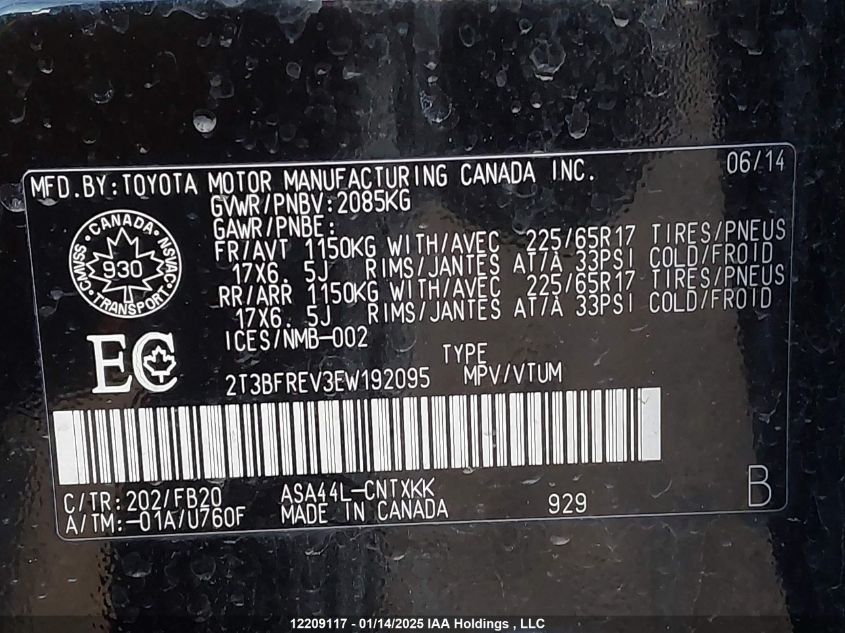 MFD.BY:TOYOTA MOTOR MANUFACTURING CANADA INC. 06/14
GVWR/PNBV:2085KG
GAWR/PNBE:
FR/AVT 1150KG WITH/AVEC 225/65R17 TIRES/PNEUS
17X6. 5J RIMS/JANTES AT/À 33PSI COLD/FROID
RR/ARR 1150KG WITH/AVEC 225/65R17 TIRES/PNEUS
17X6. 5J RIMS/JANTES AT/À 33PSI COLD/FROID
ICES/NMB-002
CANADA
CMVSS
930
NSVAC
TRANSPORT
EC
TYPE
2T3BFREV3EW192095 MPV/VTUM
C/TR:202/FB20 ASA44L-CNTXKK
A/TM:-01A/U760F MADE IN CANADA 929
B
12209117 - 01/14/2025 IAA Holdings , LLC